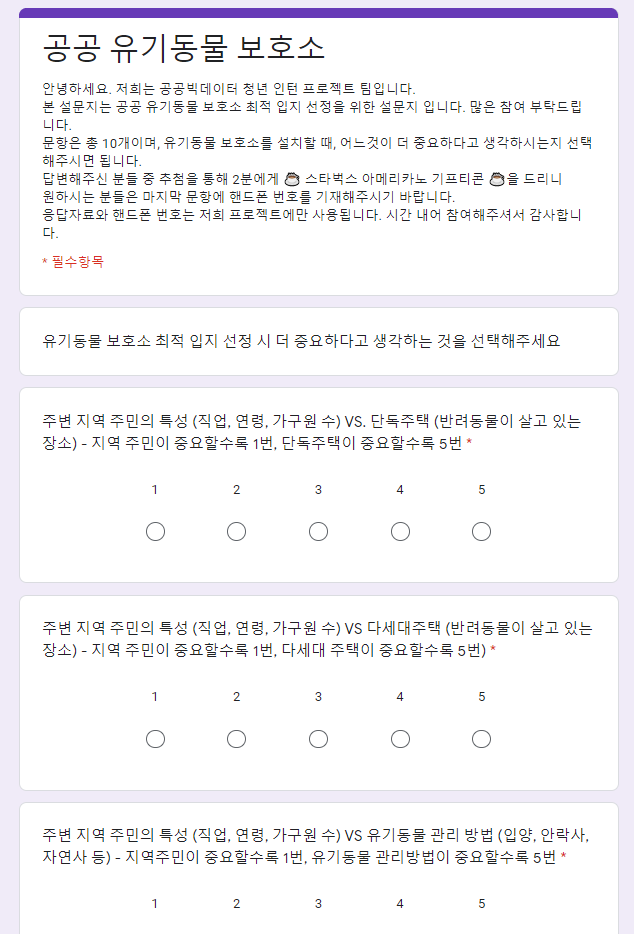 공공 유기동물 보호소
안녕하세요. 저희는 공공빅데이터 청년 인턴 프로젝트 팀입니다.
본 설문지는 공공 유기동물 보호소 최적 입지 선정을 위한 설문지 입니다. 많은 참여 부탁드립
니다.
문항은 총 10개이며, 유기동물 보호소를 설치할 때, 어느것이 더 중요하다고 생각하시는지 선택
해주시면 됩니다.
답변해주신 분들 중 추첨을 통해 2분에게 ☕ 스타벅스 아메리카노 기프티콘 ☕을 드리니
원하시는 분들은 마지막 문항에 핸드폰 번호를 기재해주시기 바랍니다.
응답자료와 핸드폰 번호는 저희 프로젝트에만 사용됩니다. 시간 내어 참여해주셔서 감사합니
다.
* 필수항목
유기동물 보호소 최적 입지 선정 시 더 중요하다고 생각하는 것을 선택해주세요
주변 지역 주민의 특성 (직업, 연령, 가구원 수) VS. 단독주택 (반려동물이 살고 있는
장소) - 지역 주민이 중요할수록 1번, 단독주택이 중요할수록 5번 *
1 2 3 4 5
주변 지역 주민의 특성 (직업, 연령, 가구원 수) VS 다세대주택 (반려동물이 살고 있는
장소) - 지역 주민이 중요할수록 1번, 다세대 주택이 중요할수록 5번) *
1 2 3 4 5
주변 지역 주민의 특성 (직업, 연령, 가구원 수) VS 유기동물 관리 방법 (입양, 안락사,
자연사 등) - 지역주민이 중요할수록 1번, 유기동물 관리방법이 중요할수록 5번 *
1 2 3 4 5